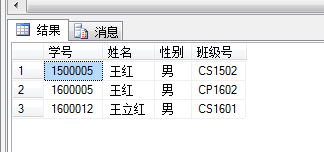 结果 消息
学号 姓名 性别 班级号
1 1500005 王红 男 CS1502
2 1600005 王红 男 CP1602
3 1600012 王立红 男 CS1601